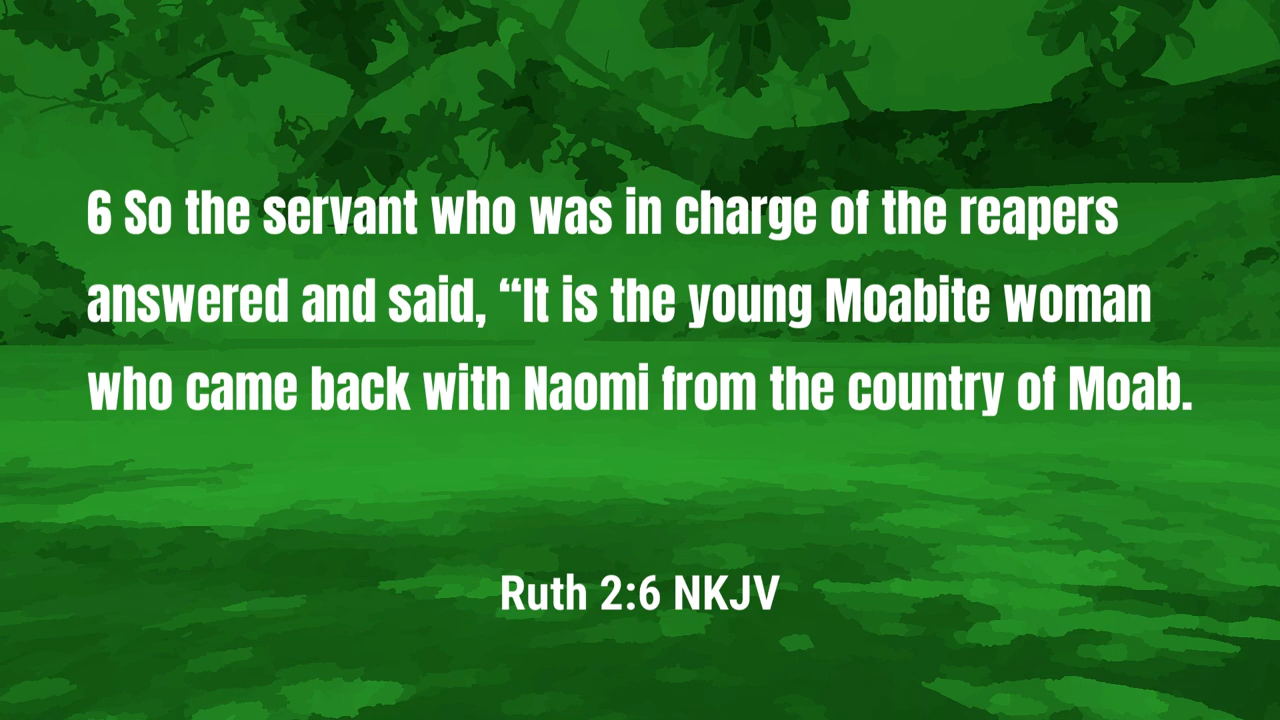 6 So the servant who was in charge of the reapers
answered and said, “It is the young Moabite woman
who came back with Naomi from the country of Moab.
Ruth 2:6 NKJV